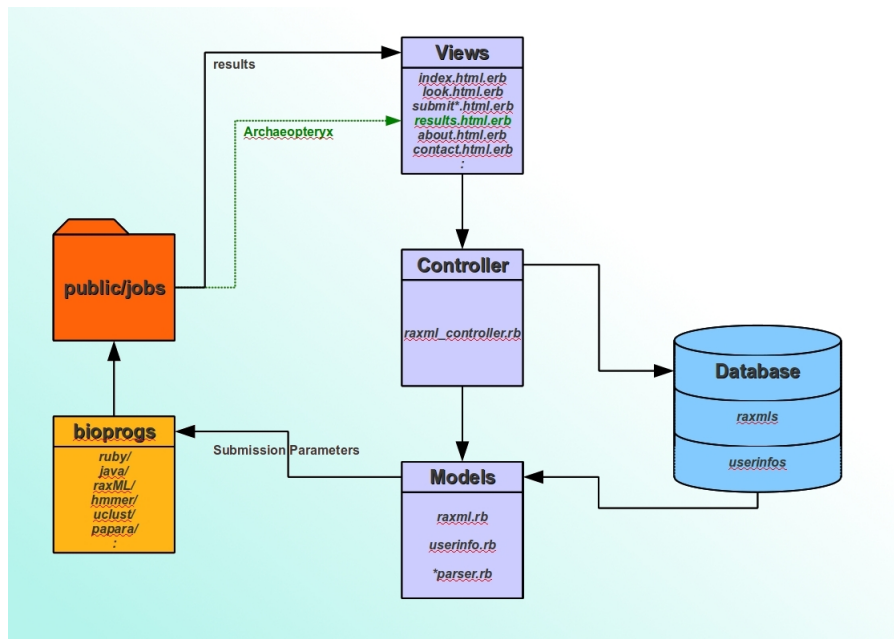 results
Archaeopteryx
Views
index.html.erb
look.html.erb
submit*.html.erb
results.html.erb
about.html.erb
contact.html.erb
:
public/jobs
Controller
raxml_controller.rb
Database
raxmls
userinfos
bioprogs
ruby/
java/
raxML/
hmmer/
uclust/
papara/
:
Submission Parameters
Models
raxml.rb
userinfo.rb
*parser.rb